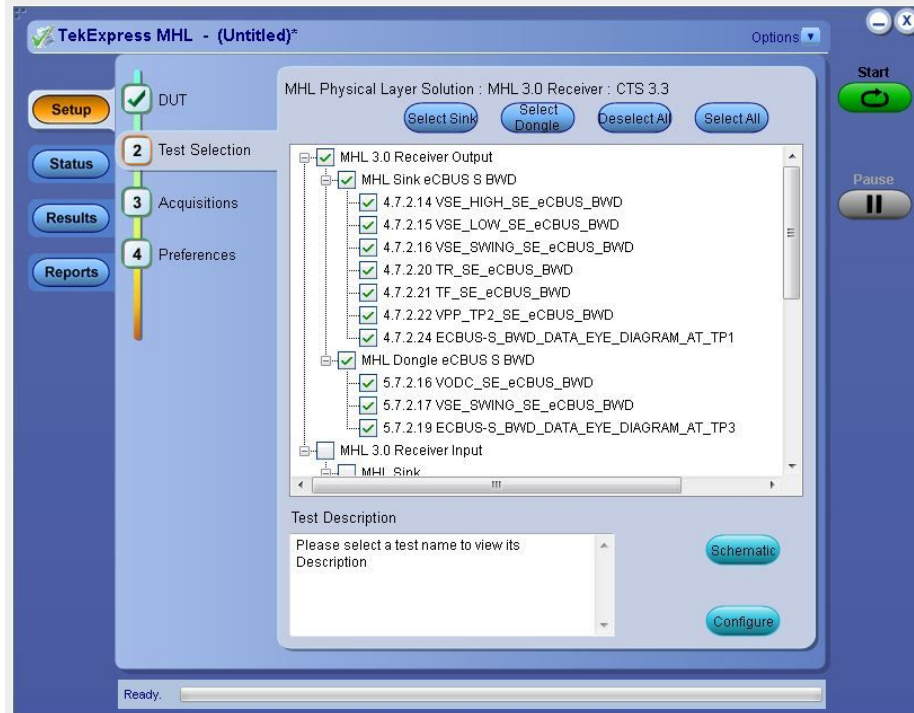 TekExpress MHL - (Untitled)*
Options
Start
Pause
Setup
Status
Results
Reports
DUT
2 Test Selection
3 Acquisitions
4 Preferences
MHL Physical Layer Solution : MHL 3.0 Receiver : CTS 3.3
Select Sink
Select Dongle
Deselect All
Select All
MHL 3.0 Receiver Output
MHL Sink eCBUS S BWD
4.7.2.14 VSE_HIGH_SE_eCBUS_BWD
4.7.2.15 VSE_LOW_SE_eCBUS_BWD
4.7.2.16 VSE_SWING_SE_eCBUS_BWD
4.7.2.20 TR_SE_eCBUS_BWD
4.7.2.21 TF_SE_eCBUS_BWD
4.7.2.22 VPP_TP2_SE_eCBUS_BWD
4.7.2.24 ECBUS-S_BWD_DATA_EYE_DIAGRAM_AT_TP1
MHL Dongle eCBUS S BWD
5.7.2.16 VODC_SE_eCBUS_BWD
5.7.2.17 VSE_SWING_SE_eCBUS_BWD
5.7.2.19 ECBUS-S_BWD_DATA_EYE_DIAGRAM_AT_TP3
MHL 3.0 Receiver Input
MHL Sink
Test Description
Please select a test name to view its
Description
Schematic
Configure
Ready.